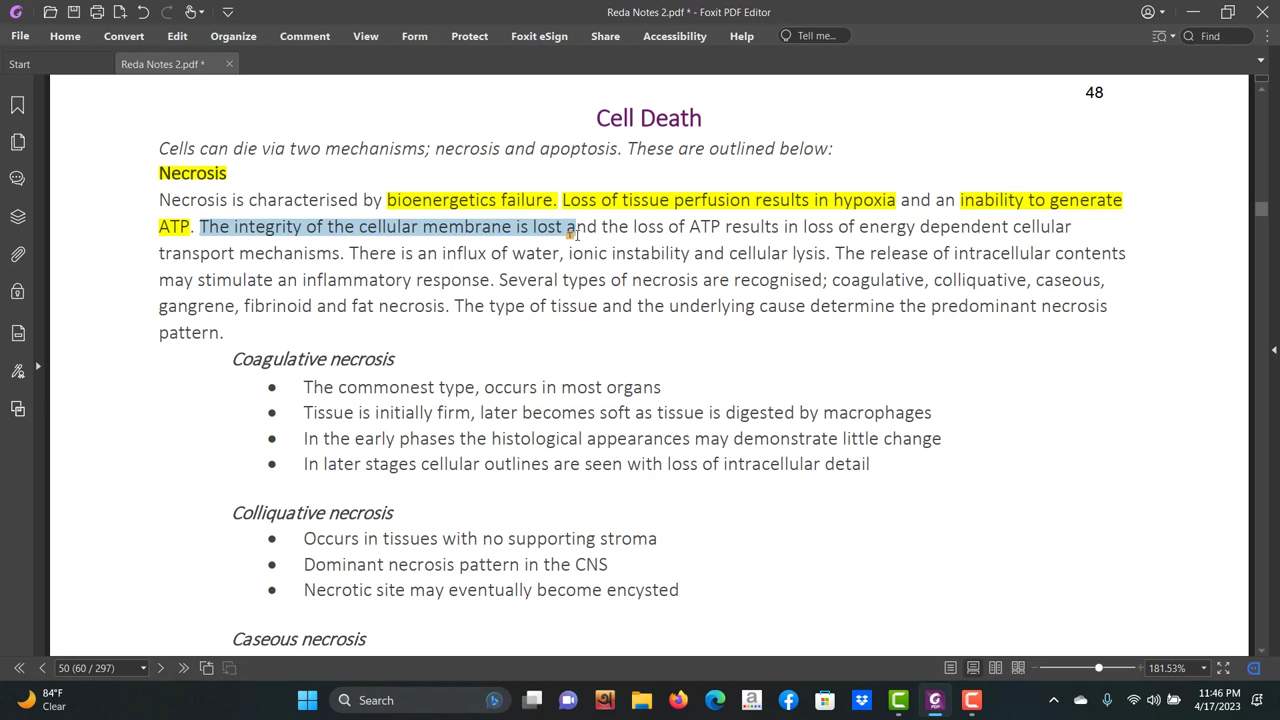 Reda Notes 2.pdf * - Foxit PDF Editor
File Home Convert Edit Organize Comment View Form Protect Foxit eSign Share Accessibility Help Tell me... Find
Start Reda Notes 2.pdf *
48
Cell Death
Cells can die via two mechanisms; necrosis and apoptosis. These are outlined below:
Necrosis
Necrosis is characterised by bioenergetics failure. Loss of tissue perfusion results in hypoxia and an inability to generate
ATP. The integrity of the cellular membrane is lost and the loss of ATP results in loss of energy dependent cellular
transport mechanisms. There is an influx of water, ionic instability and cellular lysis. The release of intracellular contents
may stimulate an inflammatory response. Several types of necrosis are recognised; coagulative, colliquative, caseous,
gangrene, fibrinoid and fat necrosis. The type of tissue and the underlying cause determine the predominant necrosis
pattern.
Coagulative necrosis
• The commonest type, occurs in most organs
• Tissue is initially firm, later becomes soft as tissue is digested by macrophages
• In the early phases the histological appearances may demonstrate little change
• In later stages cellular outlines are seen with loss of intracellular detail
Colliquative necrosis
• Occurs in tissues with no supporting stroma
• Dominant necrosis pattern in the CNS
• Necrotic site may eventually become encysted
Caseous necrosis
50 (60 / 297) 181.53%
84°F
Clear
Search
11:46 PM
4/17/2023